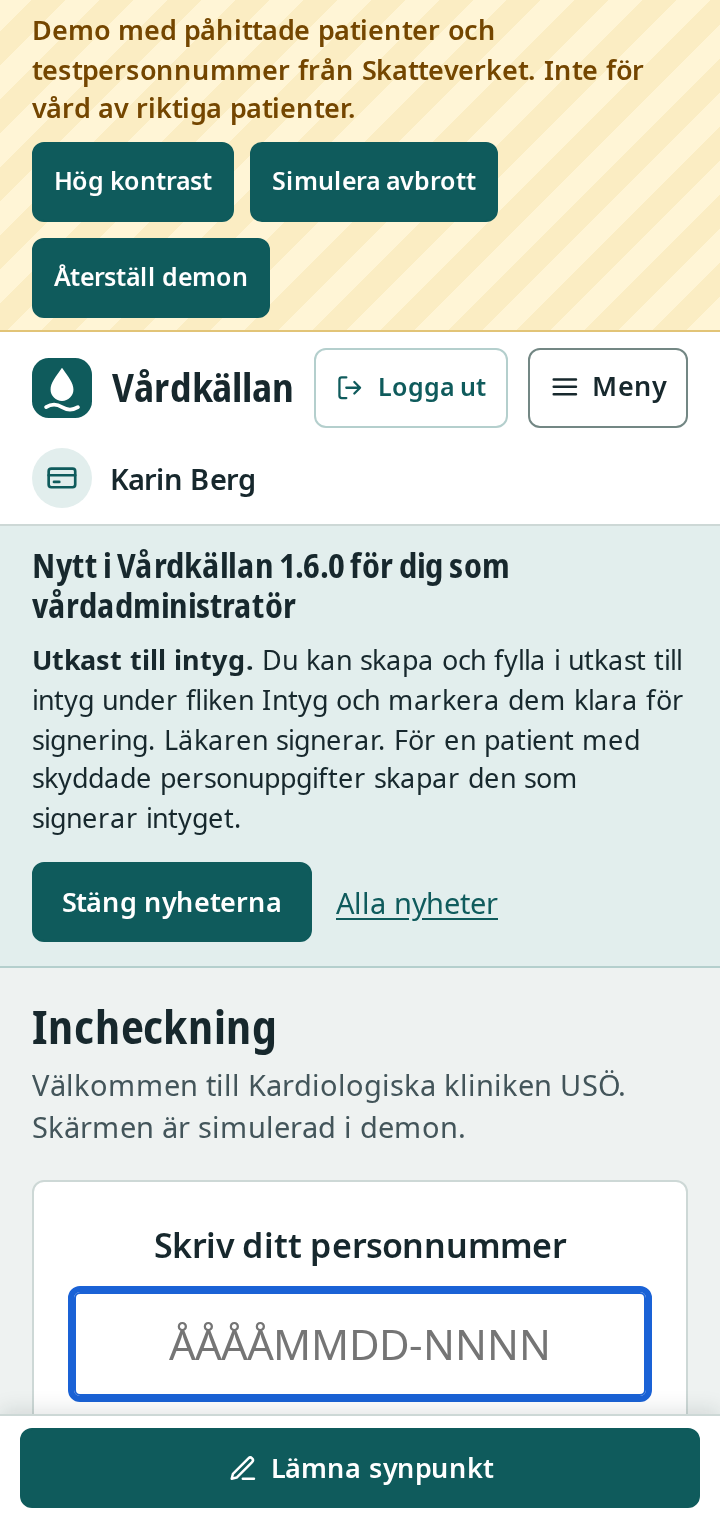 Demo med påhittade patienter och
testpersonnummer från Skatteverket. Inte för
vård av riktiga patienter.
Hög kontrast
Simulera avbrott
Återställ demon
Vårdkällan
Logga ut
Meny
Karin Berg
Nytt i Vårdkällan 1.6.0 för dig som
vårdadministratör
Utkast till intyg. Du kan skapa och fylla i utkast till
intyg under fliken Intyg och markera dem klara för
signering. Läkaren signerar. För en patient med
skyddade personuppgifter skapar den som
signerar intyget.
Stäng nyheterna
Alla nyheter
Incheckning
Välkommen till Kardiologiska kliniken USÖ.
Skärmen är simulerad i demon.
Skriv ditt personnummer
ÅÅÅÅMMDD-NNNN
Lämna synpunkt